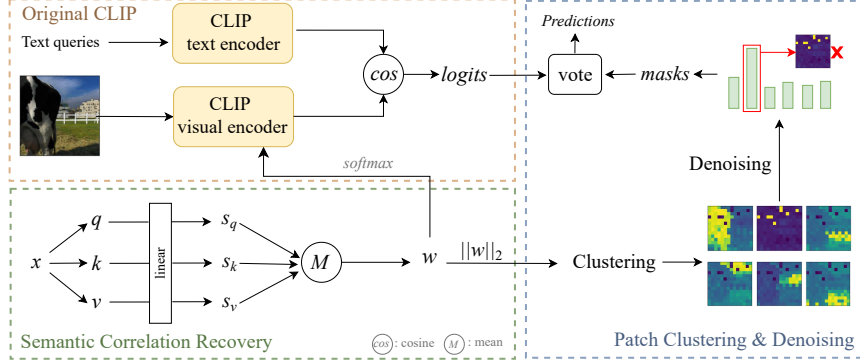 Original CLIP
Text queries
CLIP
text encoder
CLIP
visual encoder
cos
logits
softmax
Predictions
vote
masks
X
Denoising
Clustering
Patch Clustering & Denoising
x
q
k
v
linear
s_q
s_k
s_v
M
w
||w||_2
Semantic Correlation Recovery
cos : cosine M : mean